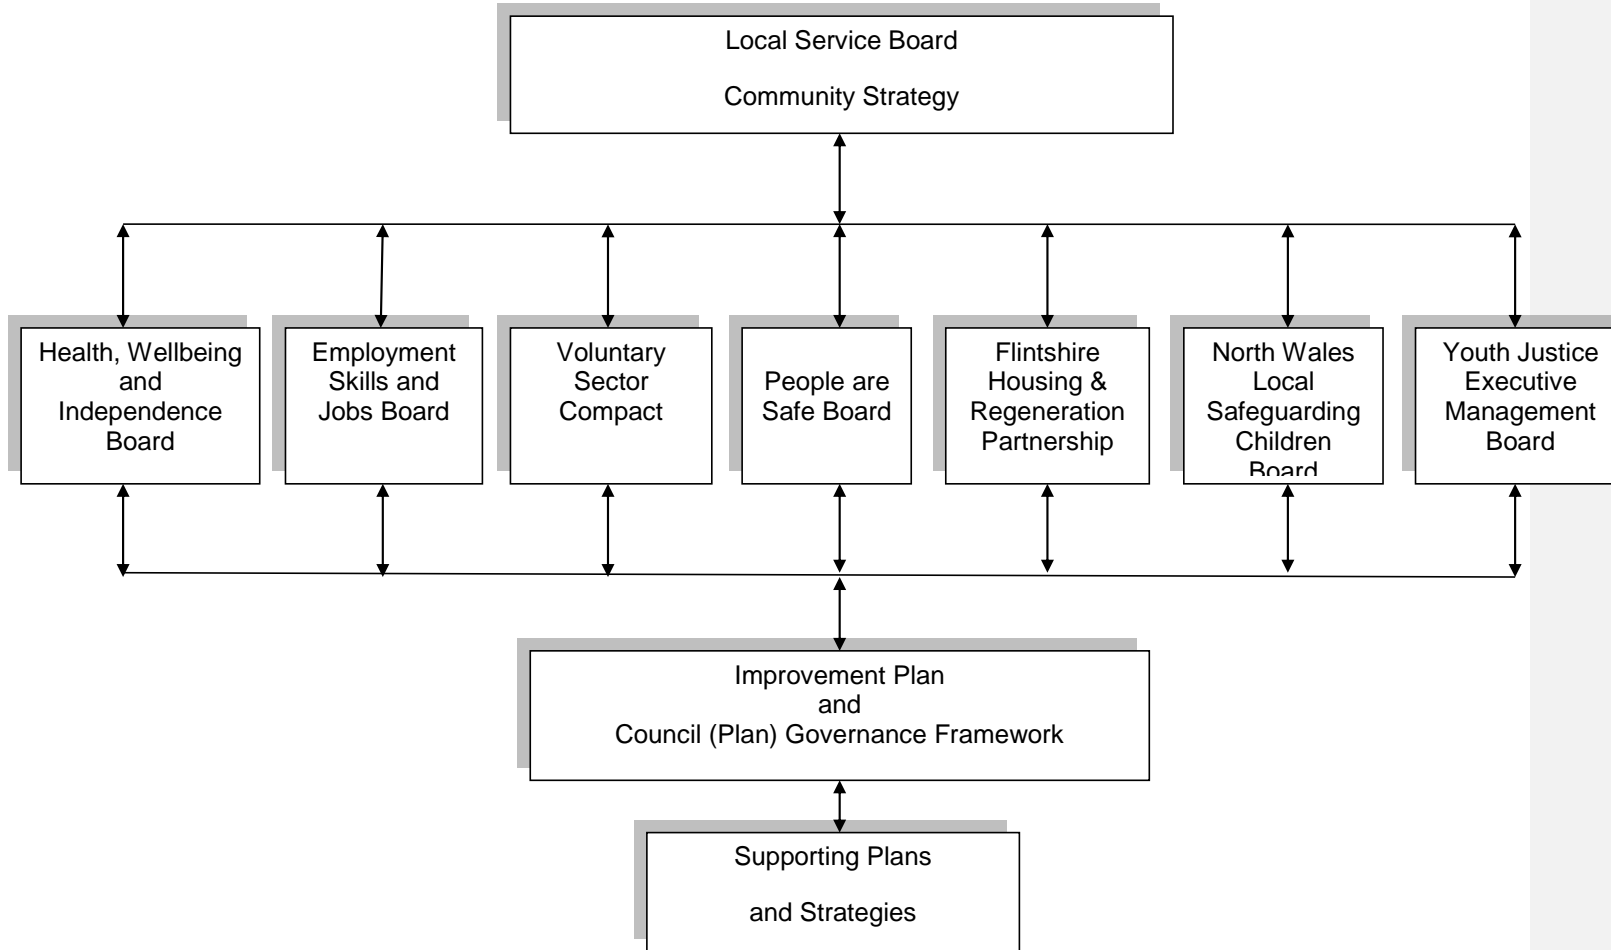 Local Service Board
Community Strategy
Health, Wellbeing
and
Independence
Board
Employment
Skills and
Jobs Board
Voluntary
Sector
Compact
People are
Safe Board
Flintshire
Housing &
Regeneration
Partnership
North Wales
Local
Safeguarding
Children
Board
Youth Justice
Executive
Management
Board
Improvement Plan
and
Council (Plan) Governance Framework
Supporting Plans
and Strategies